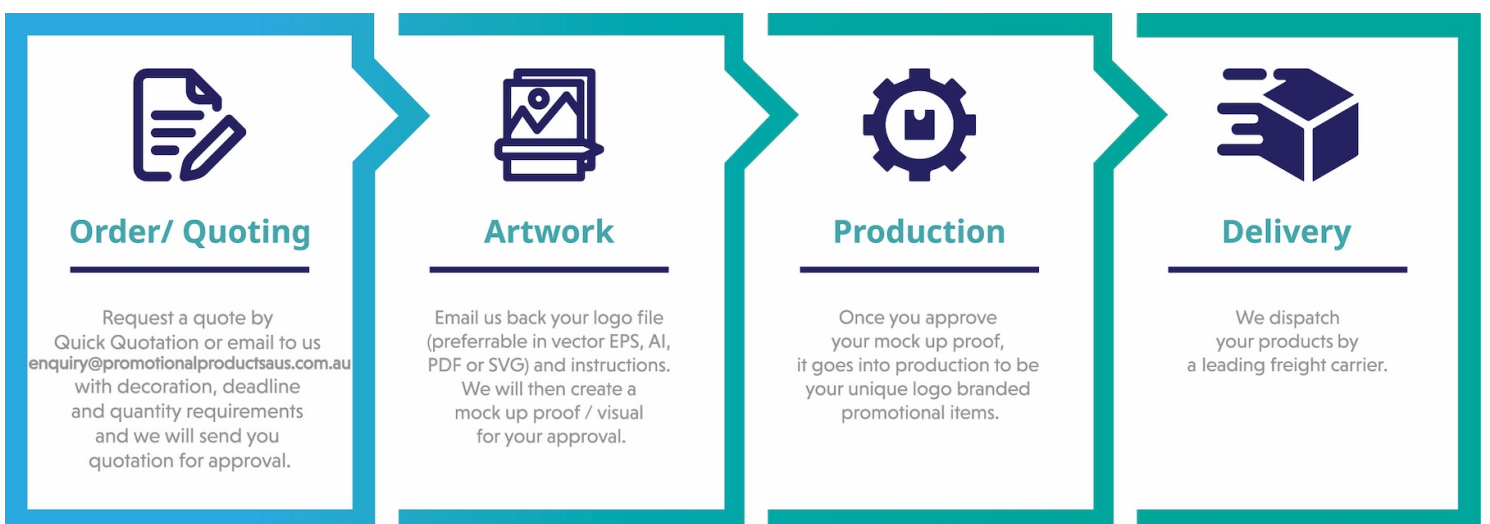 Order/ Quoting
Request a quote by
Quick Quotation or email to us
enquiry@promotionalproductsaus.com.au
with decoration, deadline
and quantity requirements
and we will send you
quotation for approval.
Artwork
Email us back your logo file
(preferrable in vector EPS, AI,
PDF or SVG) and instructions.
We will then create a
mock up proof / visual
for your approval.
Production
Once you approve
your mock up proof,
it goes into production to be
your unique logo branded
promotional items.
Delivery
We dispatch
your products by
a leading freight carrier.